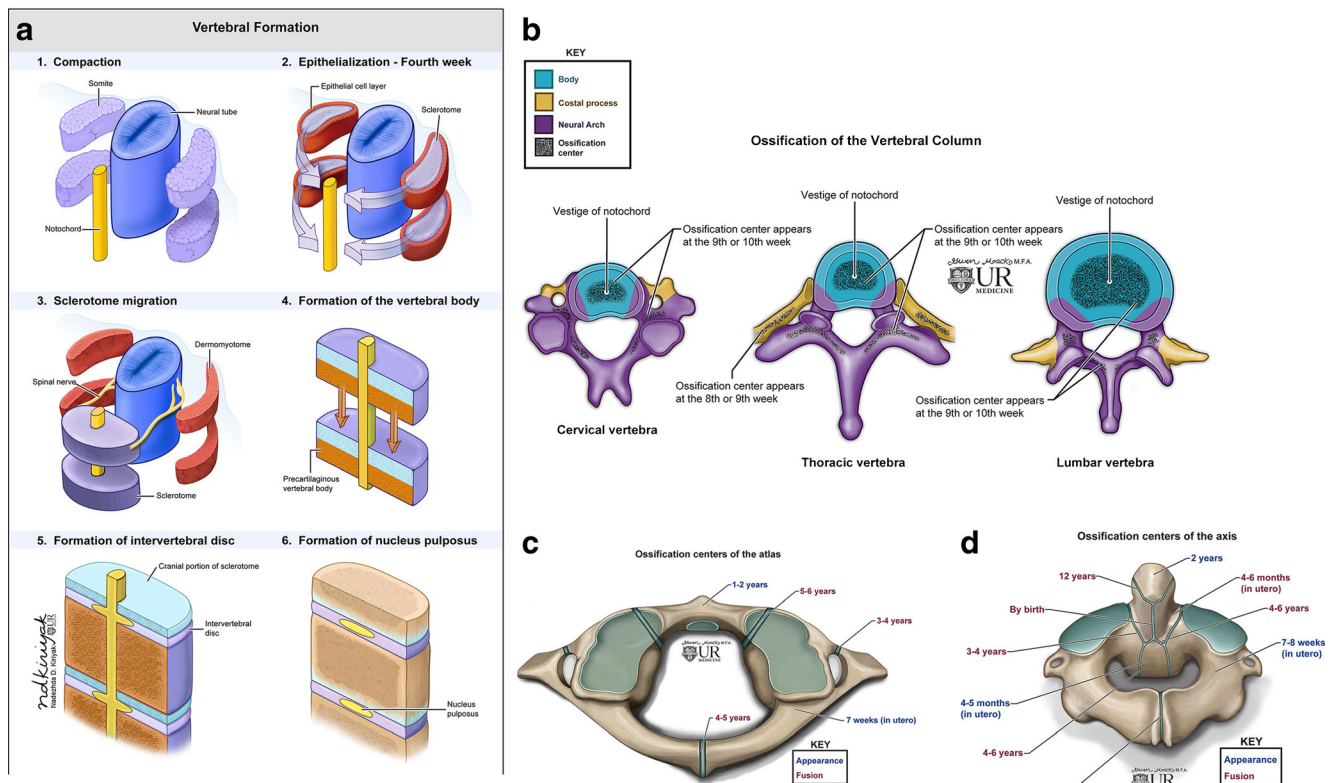 a
Vertebral Formation
1. Compaction
Somite
Neural tube
Notochord
2. Epithelialization - Fourth week
Epithelial cell layer
Sclerotome
3. Sclerotome migration
Dermomyotome
Spinal nerve
Sclerotome
4. Formation of the vertebral body
Precartilaginous
vertebral body
5. Formation of intervertebral disc
Cranial portion of sclerotome
Intervertebral
disc
ndkiriyak
Nadezhda D. Kiriyak
UR
6. Formation of nucleus pulposus
Nucleus
pulposus
b
KEY
Body
Costal process
Neural Arch
Ossification
center
Ossification of the Vertebral Column
Vestige of notochord
Ossification center appears
at the 9th or 10th week
Cervical vertebra
Vestige of notochord
Ossification center appears
at the 9th or 10th week
Ossification center appears
at the 8th or 9th week
Thoracic vertebra
Gwen Mack M.F.A.
UR
MEDICINE
Vestige of notochord
Ossification center appears
at the 9th or 10th week
Lumbar vertebra
c
Ossification centers of the atlas
1-2 years
5-6 years
3-4 years
UR
MEDICINE
4-5 years
7 weeks (in utero)
KEY
Appearance
Fusion
d
Ossification centers of the axis
2 years
12 years
4-6 months
(in utero)
By birth
4-6 years
3-4 years
7-8 weeks
(in utero)
4-5 months
(in utero)
4-6 years
KEY
Appearance
Fusion
UR